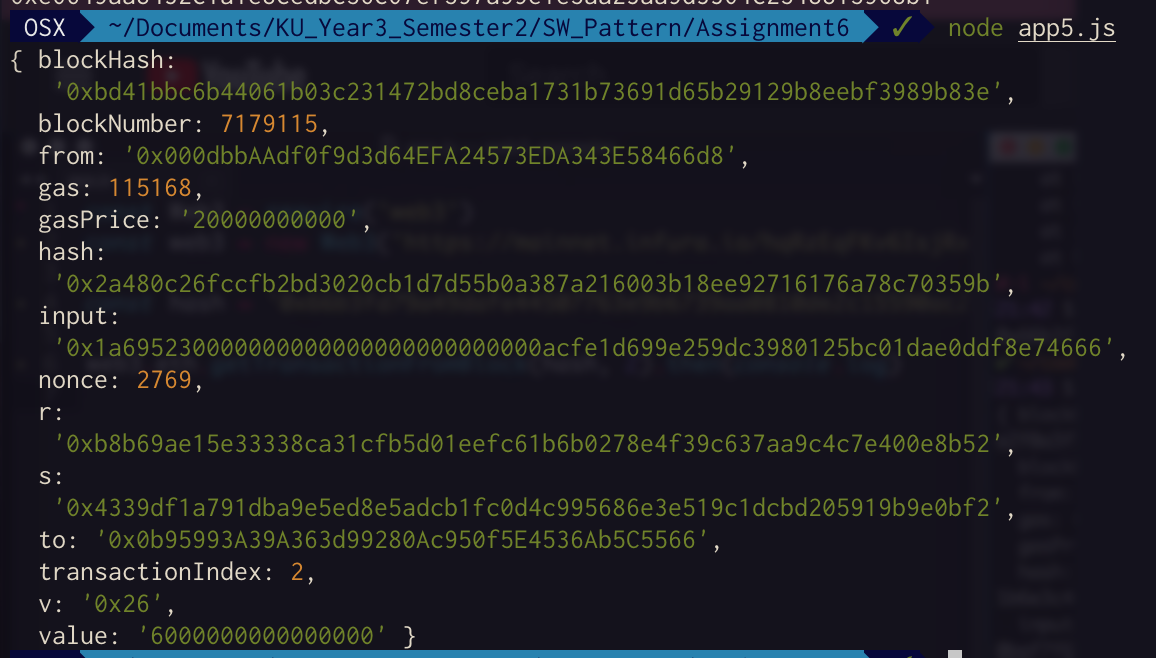 OSX ~/Documents/KU_Year3_Semester2/SW_Pattern/Assignment6 ✓ node app5.js
{ blockHash:
'0xbd41bbc6b44061b03c231472bd8ceba1731b73691d65b29129b8eebf3989b83e',
blockNumber: 7179115,
from: '0x000dbbAAdf0f9d3d64EFA24573EDA343E58466d8',
gas: 115168,
gasPrice: '20000000000',
hash:
'0x2a480c26fccfb2bd3020cb1d7d55b0a387a216003b18ee92716176a78c70359b',
input:
'0x1a695230000000000000000000000000acfe1d699e259dc3980125bc01dae0ddf8e74666',
nonce: 2769,
r:
'0xb8b69ae15e33338ca31cfb5d01eefc61b6b0278e4f39c637aa9c4c7e400e8b52',
s:
'0x4339df1a791dba9e5ed8e5adcb1fc0d4c995686e3e519c1dcbd205919b9e0bf2',
to: '0x0b95993A39A363d99280Ac950f5E4536Ab5C5566',
transactionIndex: 2,
v: '0x26',
value: '6000000000000000' }